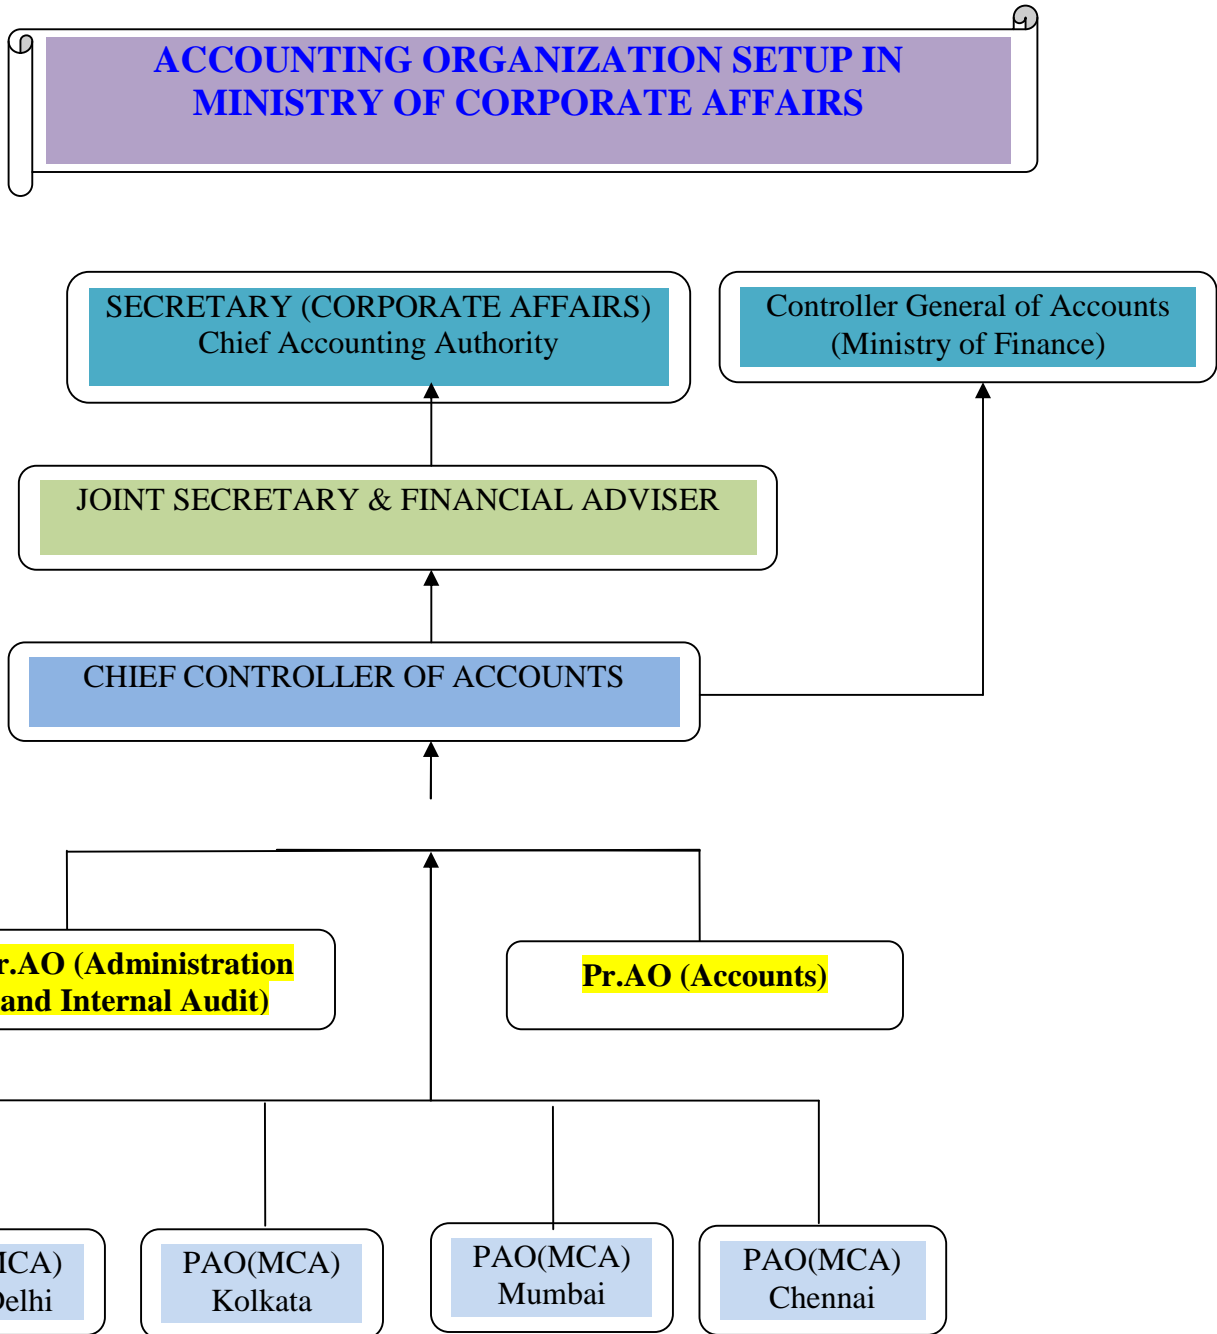 ACCOUNTING ORGANIZATION SETUP IN
MINISTRY OF CORPORATE AFFAIRS
SECRETARY (CORPORATE AFFAIRS)
Chief Accounting Authority
Controller General of Accounts
(Ministry of Finance)
JOINT SECRETARY & FINANCIAL ADVISER
CHIEF CONTROLLER OF ACCOUNTS
r.AO (Administration
and Internal Audit)
Pr.AO (Accounts)
MCA)
Delhi
PAO(MCA)
Kolkata
PAO(MCA)
Mumbai
PAO(MCA)
Chennai